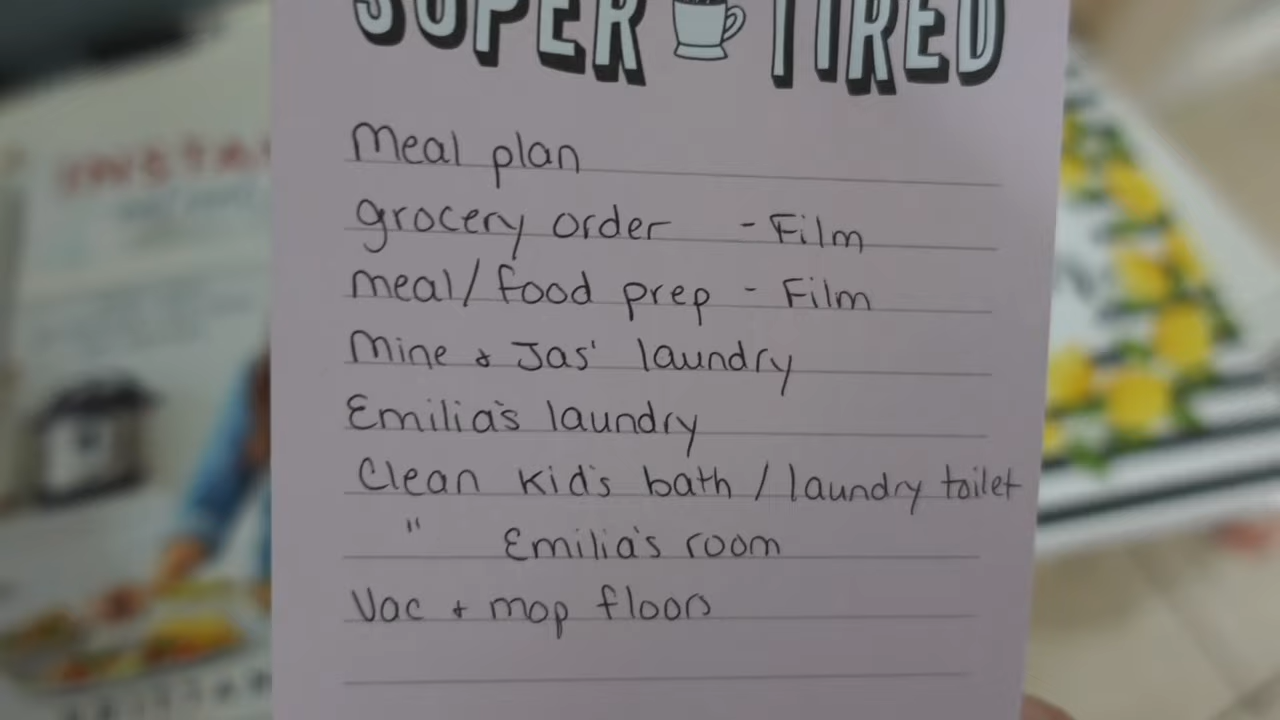 SUPER TIRED
Meal plan
grocery order - Film
meal/food prep - Film
Mine & Jas' laundry
Emilia's laundry
Clean Kid's bath / laundry toilet
" Emilia's room
Vac + mop floors
INSTA